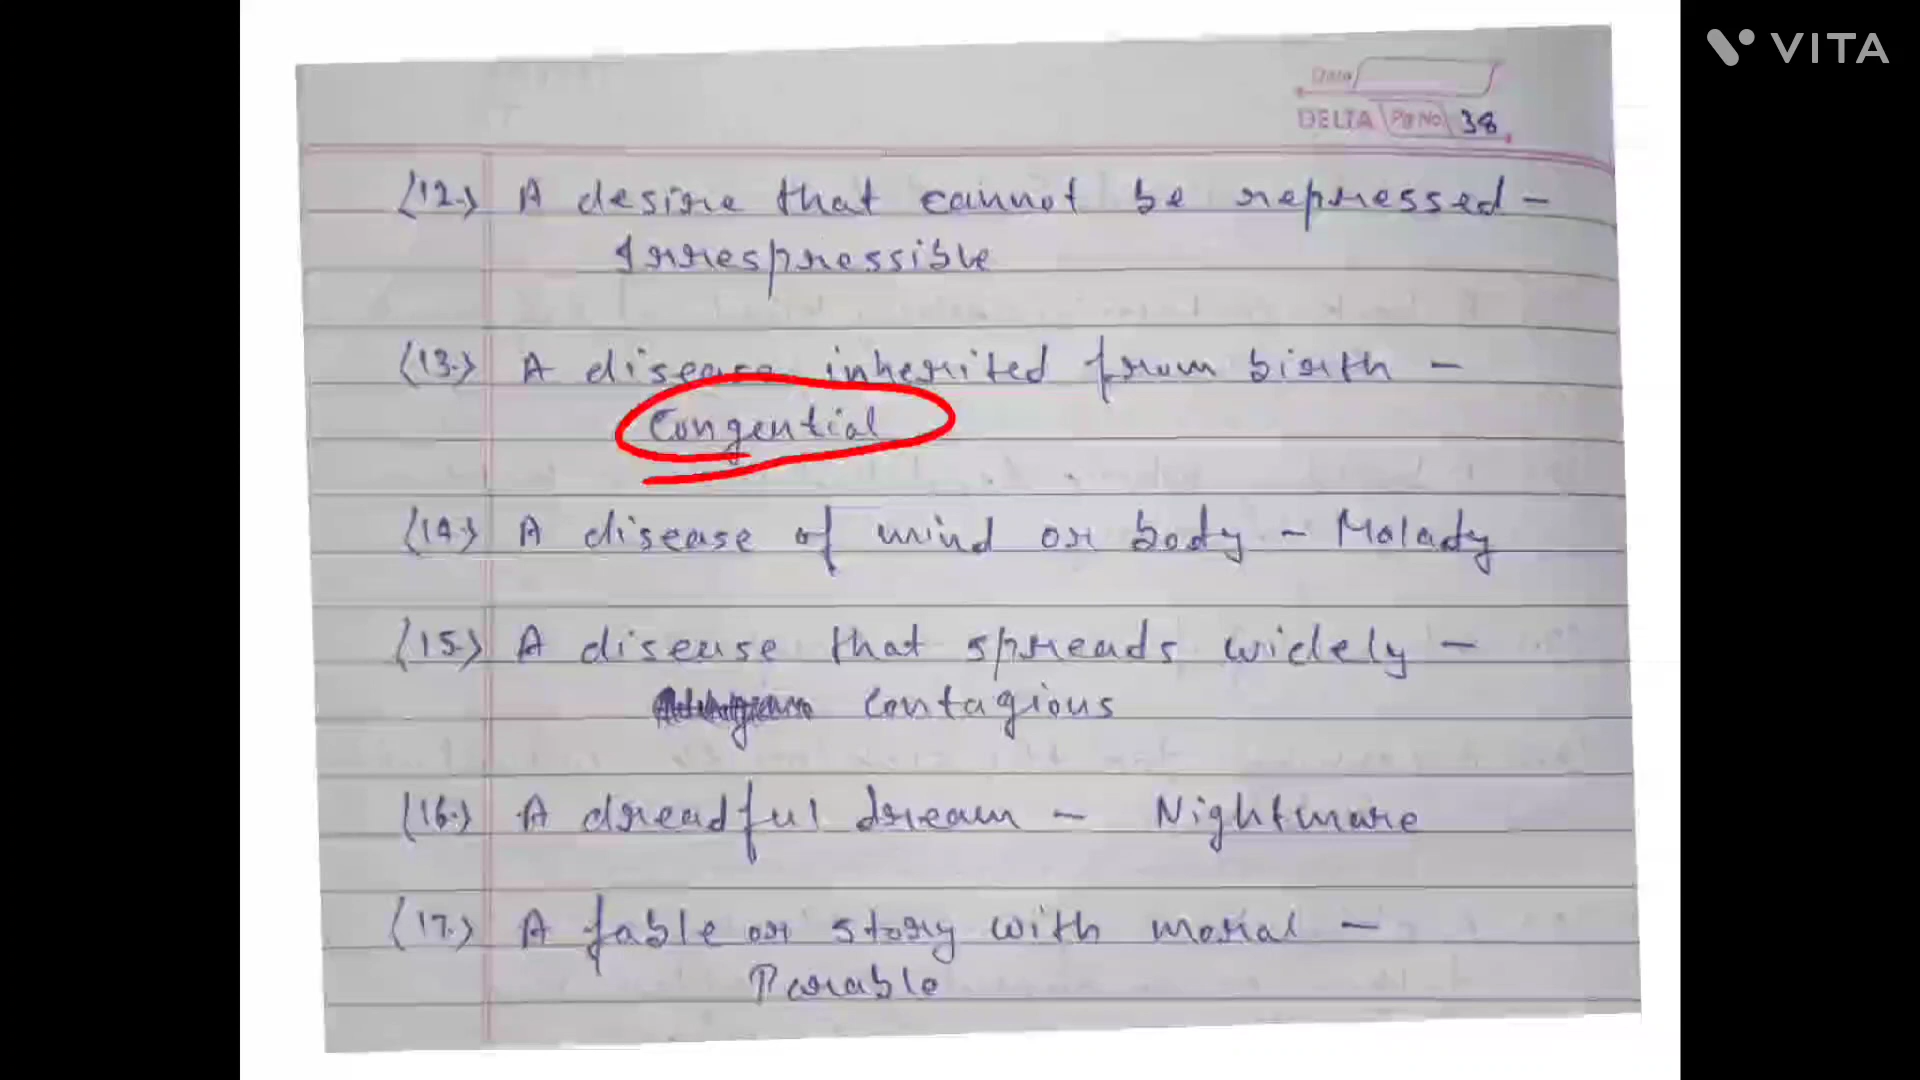 VITA
Date
DELTA Pg No. 38
(12.) A desire that cannot be repressed -
Irrespressible
(13.) A disease inherited from birth -
Congential
(14.) A disease of mind or body - Malady
(15.) A disease that spreads widely -
contagious
(16.) A dreadful dream - Nightmare
(17.) A fable or story with moral -
Parable